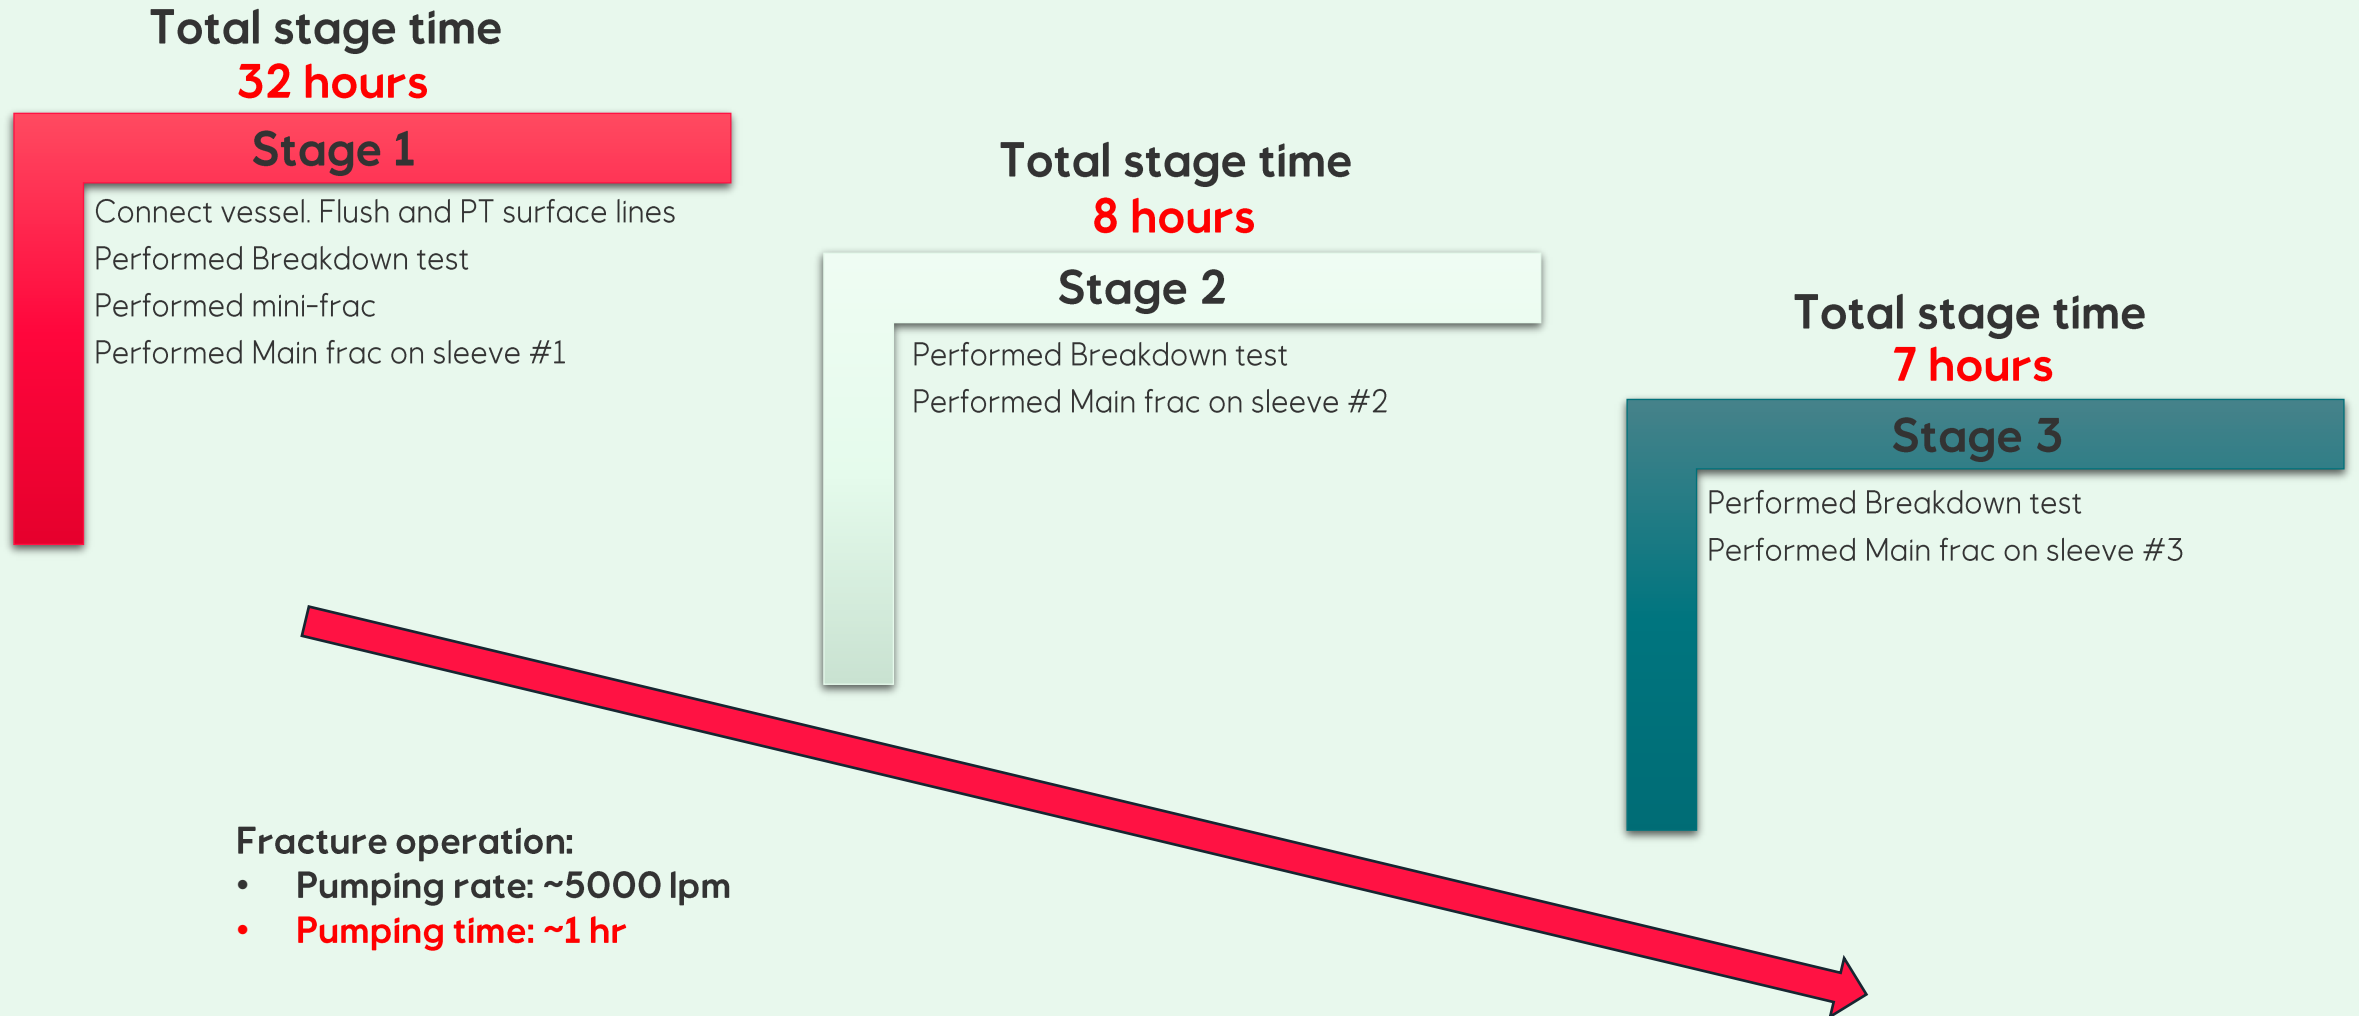 Total stage time
32 hours
Stage 1
Connect vessel. Flush and PT surface lines
Performed Breakdown test
Performed mini-frac
Performed Main frac on sleeve #1
Total stage time
8 hours
Stage 2
Performed Breakdown test
Performed Main frac on sleeve #2
Total stage time
7 hours
Stage 3
Performed Breakdown test
Performed Main frac on sleeve #3
Fracture operation:
• Pumping rate: ~5000 lpm
• Pumping time: ~1 hr